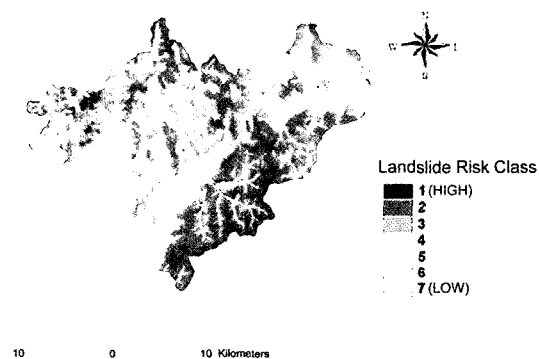 N
W
S
Landslide Risk Class
1 (HIGH)
2
3
4
5
6
7 (LOW)
10 0 10 Kilometers